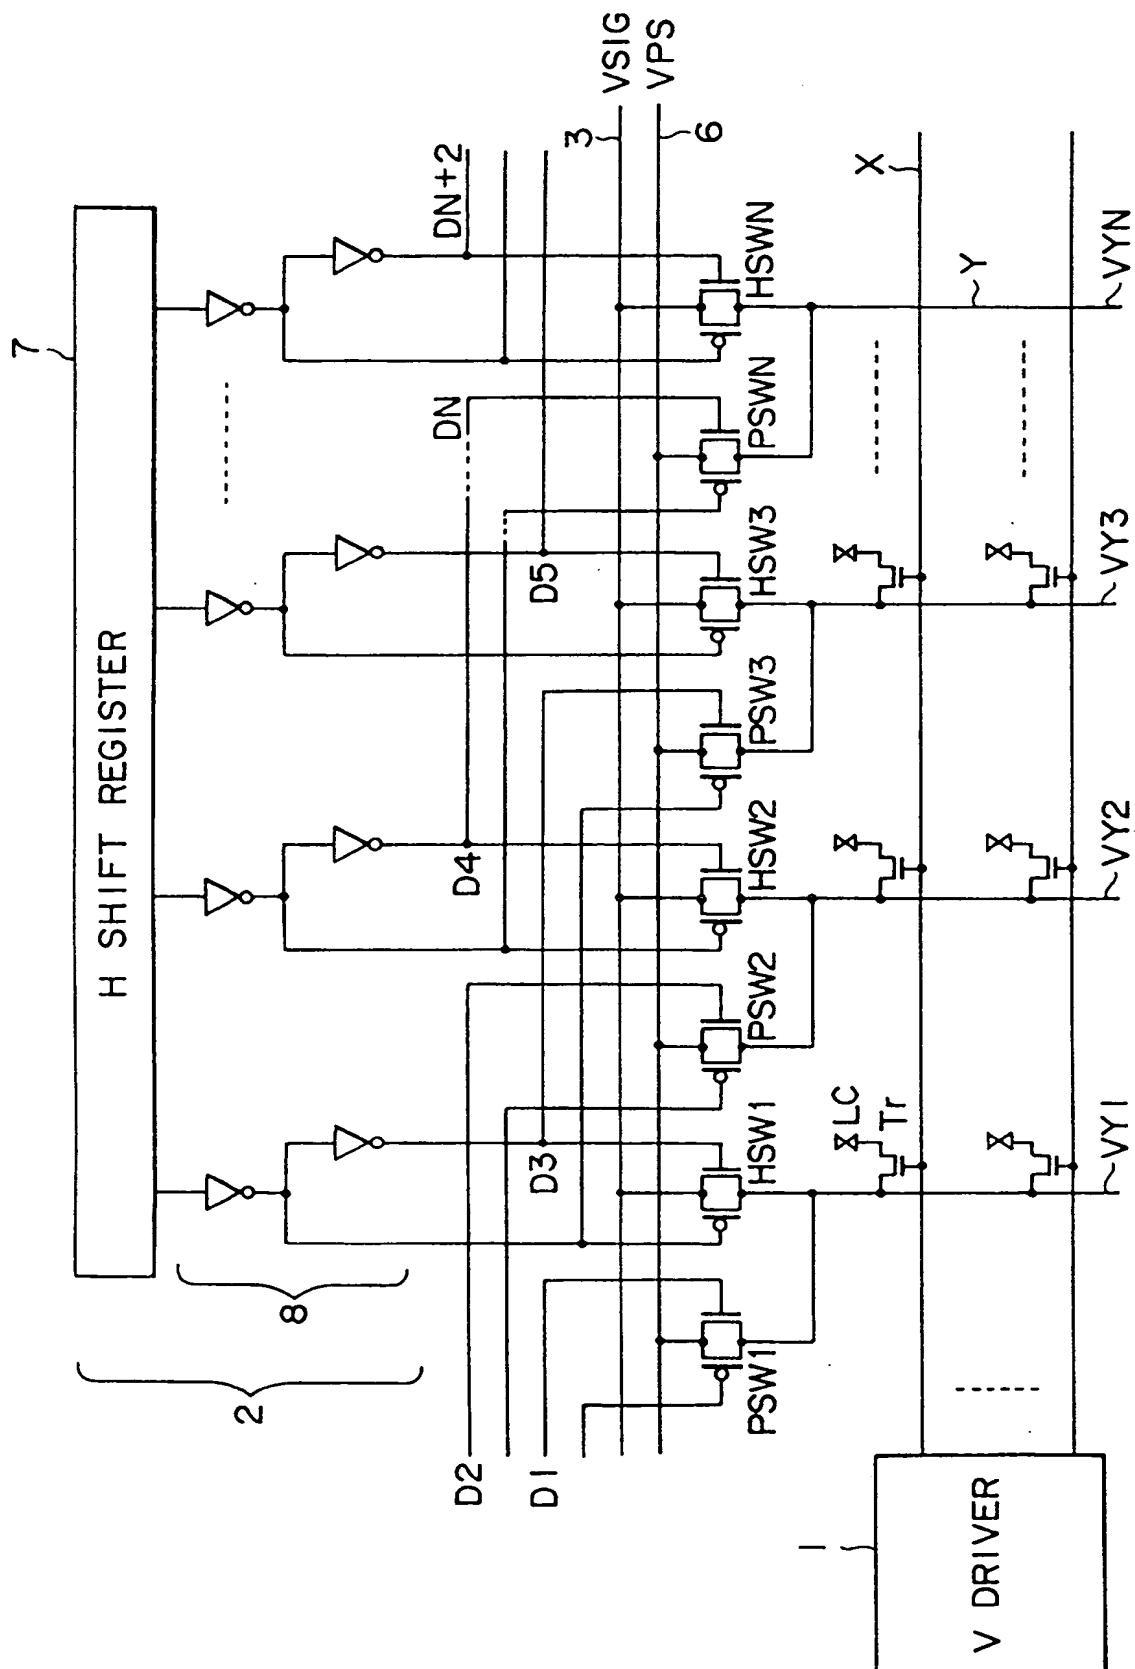 7
H SHIFT REGISTER
8
2
DN+2
DN
D5
D4
D3
D2
D1
3
VSIG
VPS
6
PSW1
HSW1
PSW2
HSW2
PSW3
HSW3
PSWN
HSWN
LC
Tr
X
Y
1
V DRIVER
VY1
VY2
VY3
VYN